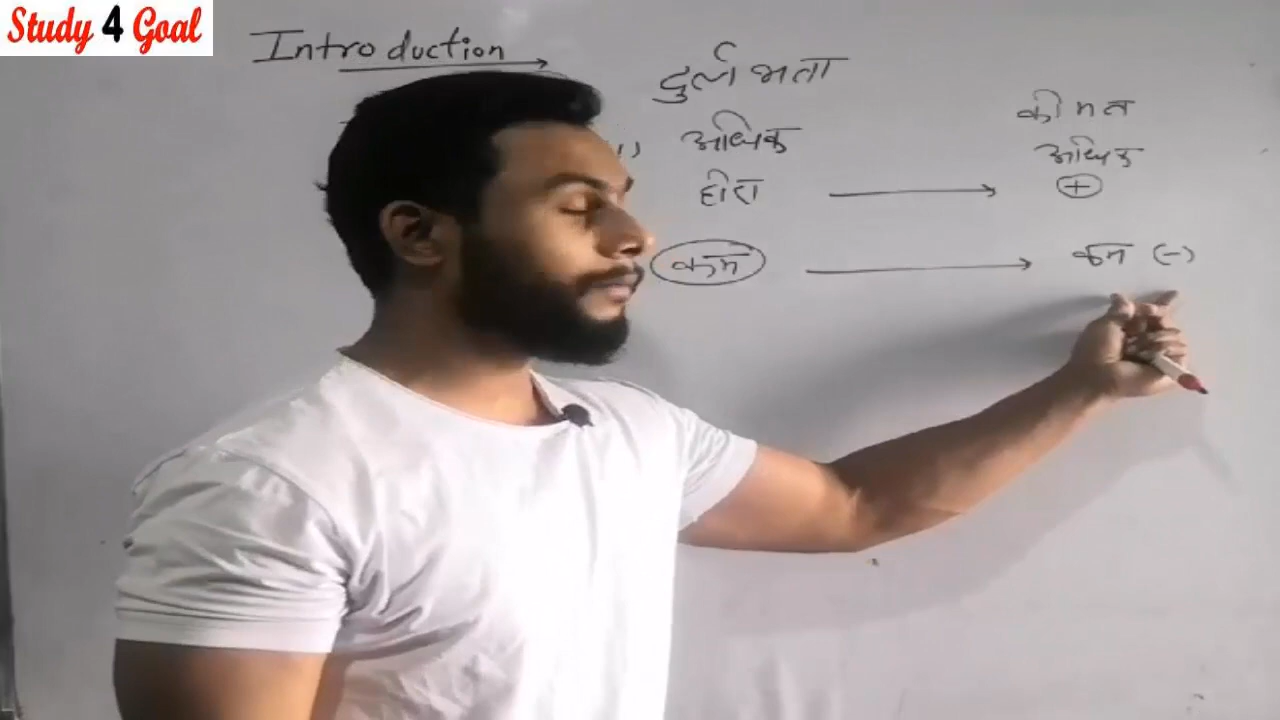 Study 4 Goal
Introduction
दुर्लभता
कीमत
अधिक
अधिक
हीरा
+
कम
कम (-)